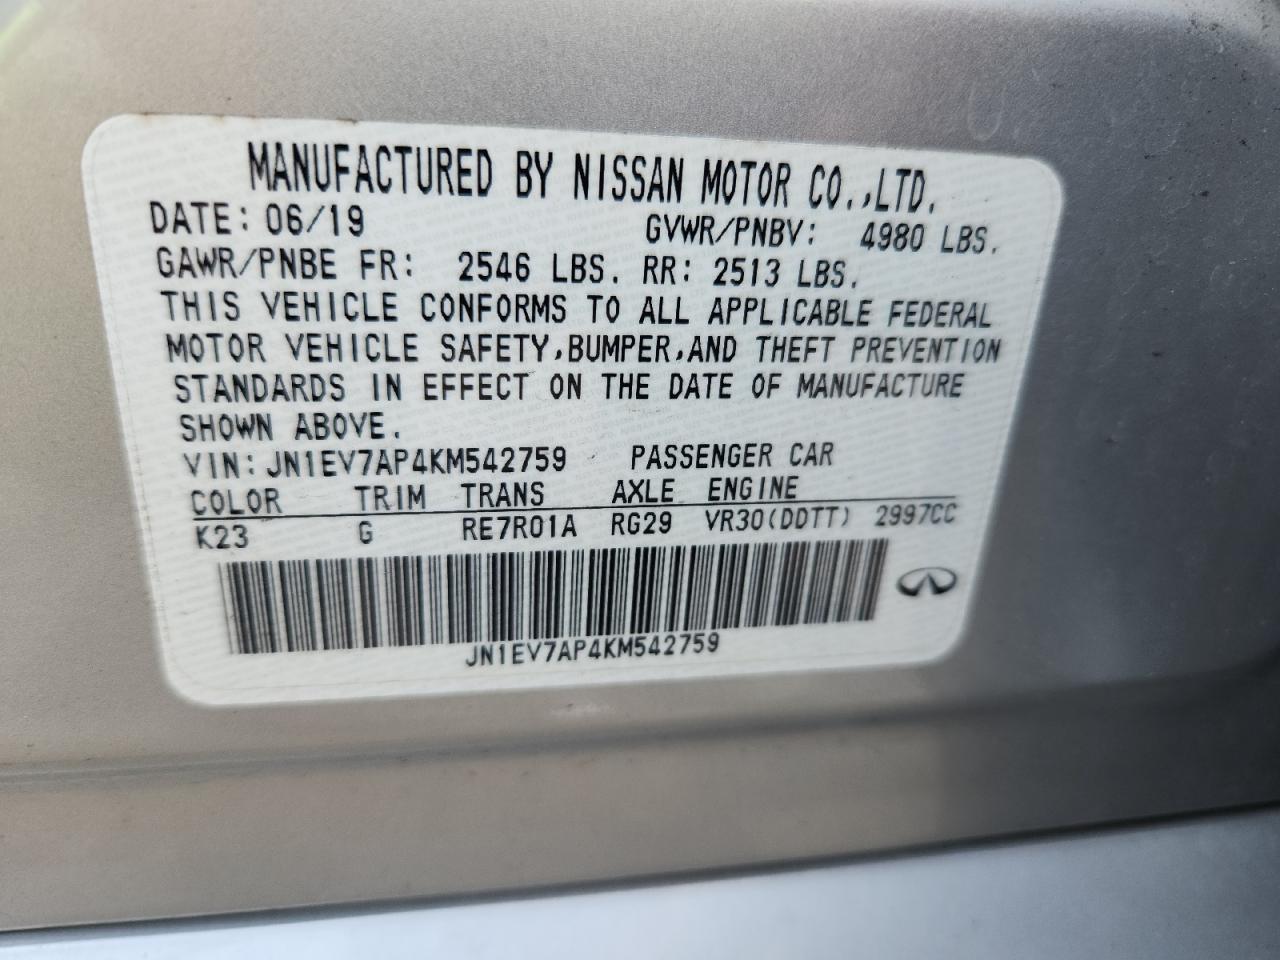 MANUFACTURED BY NISSAN MOTOR CO.,LTD.
DATE: 06/19 GVWR/PNBV: 4980 LBS.
GAWR/PNBE FR: 2546 LBS. RR: 2513 LBS.
THIS VEHICLE CONFORMS TO ALL APPLICABLE FEDERAL
MOTOR VEHICLE SAFETY,BUMPER,AND THEFT PREVENTION
STANDARDS IN EFFECT ON THE DATE OF MANUFACTURE
SHOWN ABOVE.
VIN: JN1EV7AP4KM542759 PASSENGER CAR
COLOR TRIM TRANS AXLE ENGINE
K23 G RE7R01A RG29 VR30(DDTT) 2997CC
JN1EV7AP4KM542759